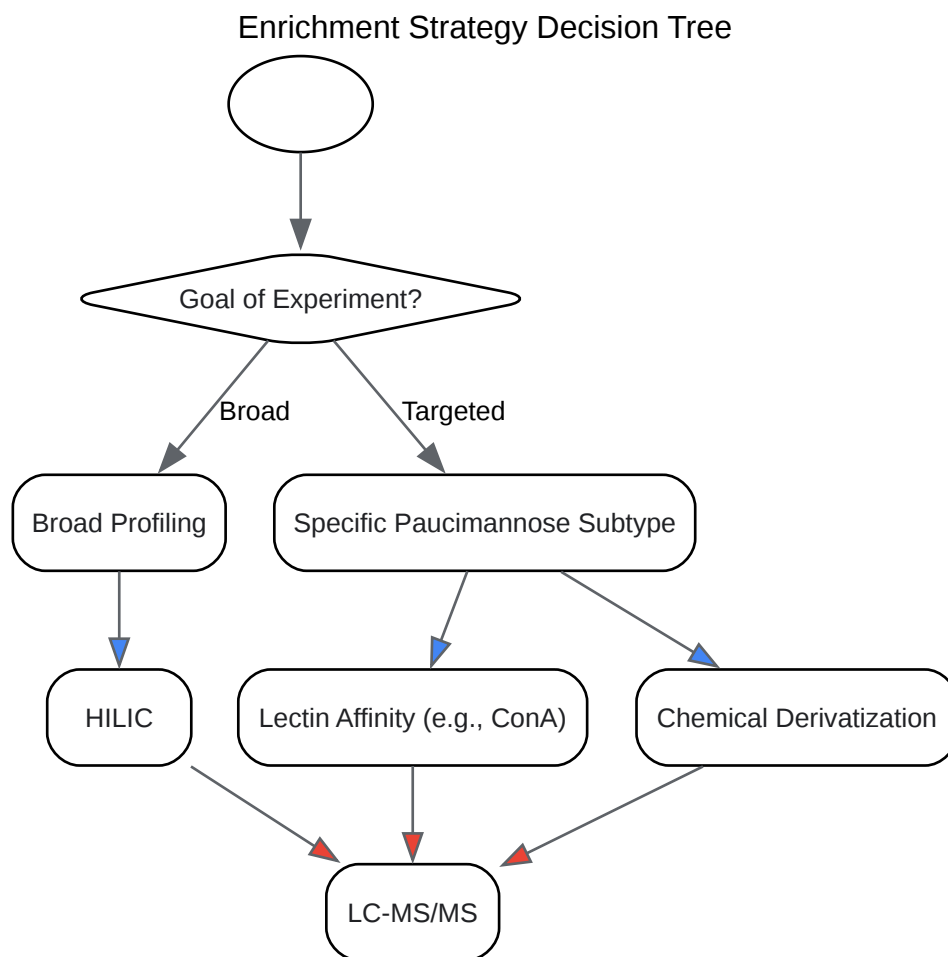 Enrichment Strategy Decision Tree
Goal of Experiment?
Broad
Targeted
Broad Profiling
Specific Paucimannose Subtype
HILIC
Lectin Affinity (e.g., ConA)
Chemical Derivatization
LC-MS/MS